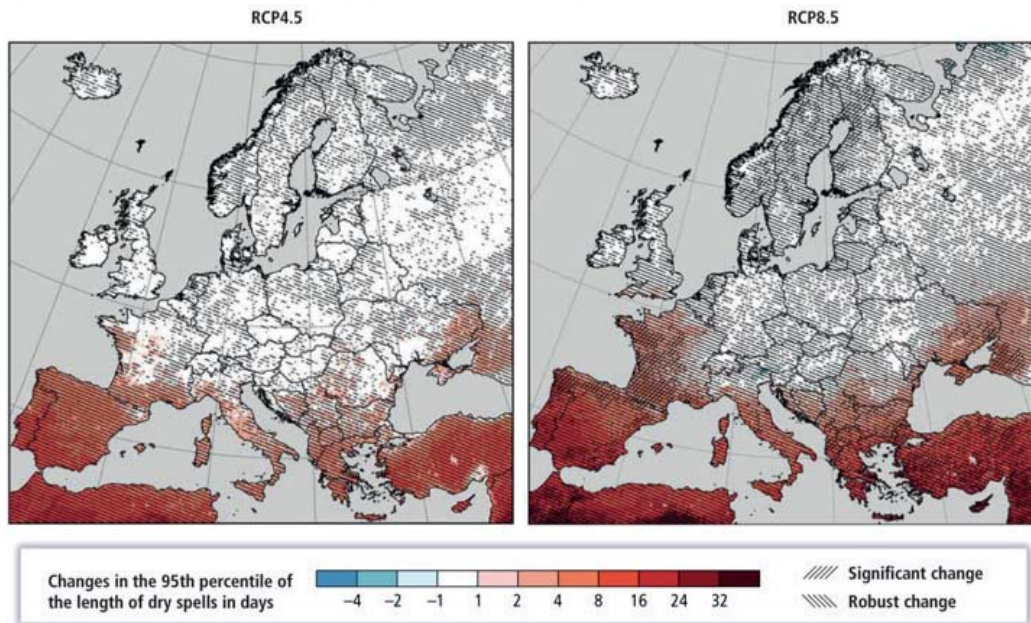 RCP4.5
RCP8.5
Changes in the 95th percentile of
the length of dry spells in days
−4 −2 −1 1 2 4 8 16 24 32
Significant change
Robust change